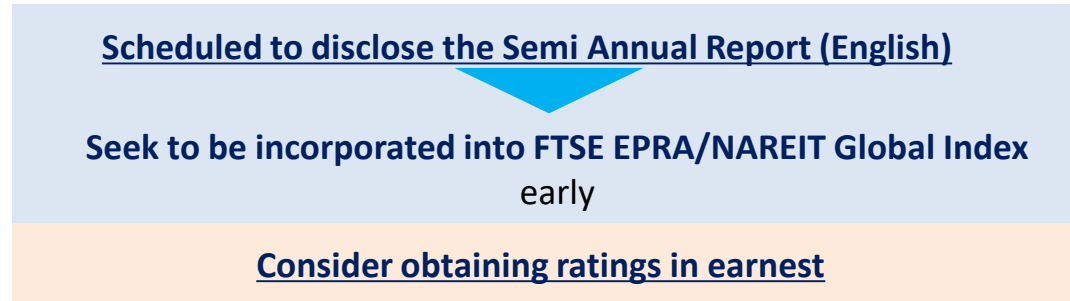 Scheduled to disclose the Semi Annual Report (English)
Seek to be incorporated into FTSE EPRA/NAREIT Global Index
early
Consider obtaining ratings in earnest